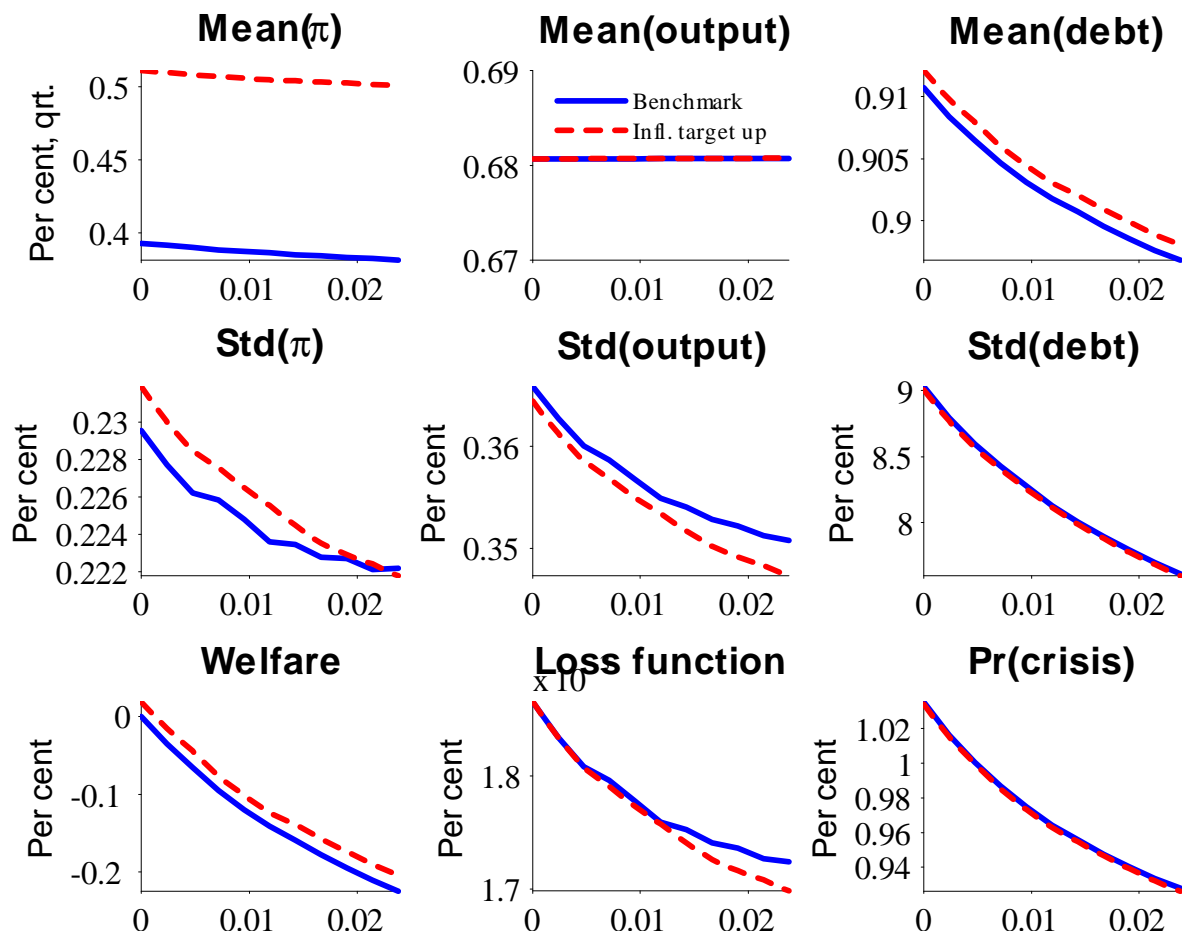 Mean(π) Mean(output) Mean(debt)
Per cent, qrt.
0.5
0.45
0.4
0 0.01 0.02
0.69
0.68
0.67
Benchmark
Infl. target up
0 0.01 0.02
0.91
0.905
0.9
0 0.01 0.02
Std(π) Std(output) Std(debt)
Per cent
0.23
0.228
0.226
0.224
0.222
0 0.01 0.02
Per cent
0.36
0.35
0 0.01 0.02
Per cent
9
8.5
8
0 0.01 0.02
Welfare Loss function Pr(crisis)
Per cent
0
-0.1
-0.2
0 0.01 0.02
x 10
Per cent
1.8
1.7
0 0.01 0.02
Per cent
1.02
1
0.98
0.96
0.94
0 0.01 0.02